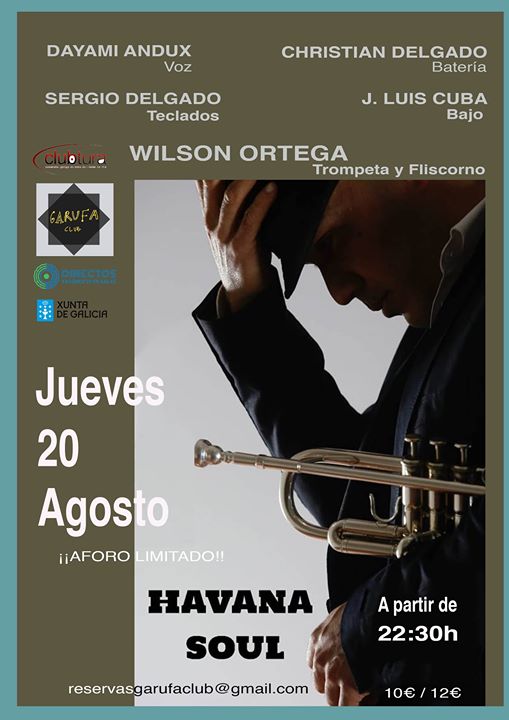 DAYAMI ANDUX
Voz
CHRISTIAN DELGADO
Batería
SERGIO DELGADO
Teclados
J. LUIS CUBA
Bajo
clubtura
WILSON ORTEGA
Trompeta y Fliscorno
GARUFA
CLUB
DIRECTOS
XUNTA
DE GALICIA
Jueves
20
Agosto
¡¡AFORO LIMITADO!!
HAVANA
SOUL
A partir de
22:30h
reservasgarufaclub@gmail.com
10€ / 12€